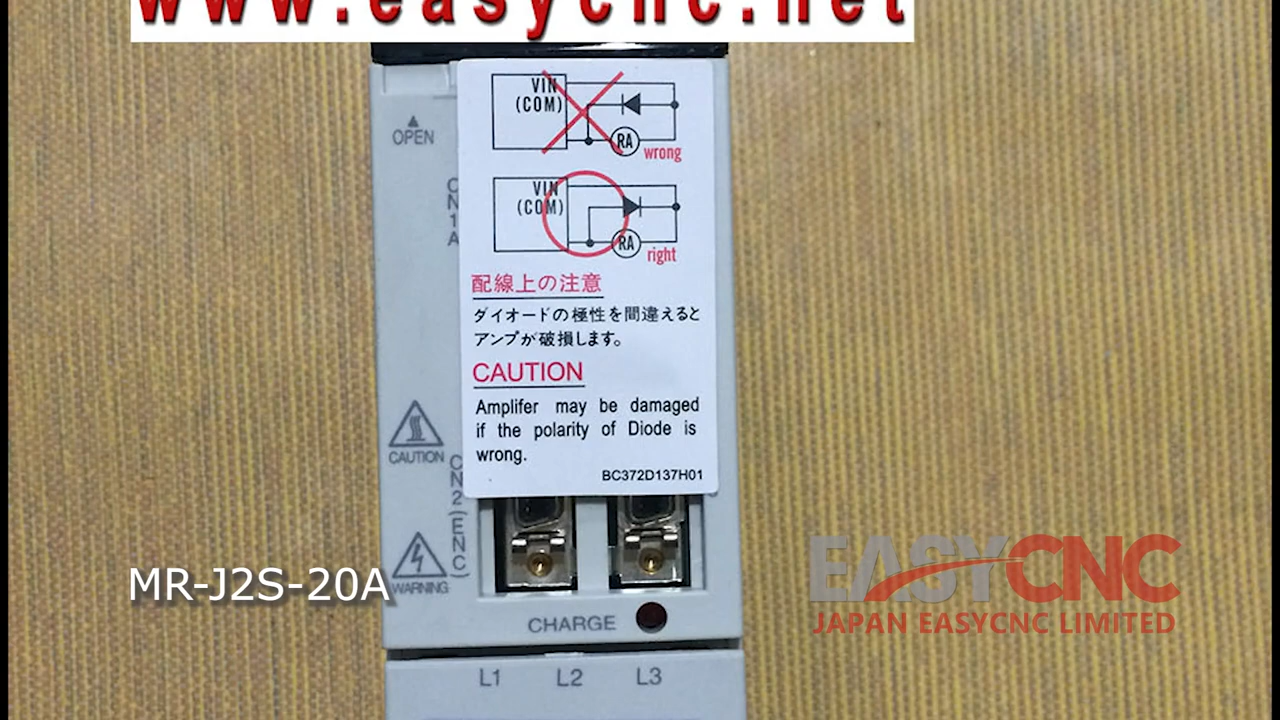 www.easycnc.net
VIN
(COM)
RA
wrong
OPEN
VIN
(COM)
RA
right
CN1A
配線上の注意
ダイオードの極性を間違えると
アンプが破損します。
CAUTION
Amplifer may be damaged
if the polarity of Diode is
wrong.
BC372D137H01
CAUTION
CN2(ENC)
WARNING
MR-J2S-20A
EASYCNC
JAPAN EASYCNC LIMITED
CHARGE
L1 L2 L3